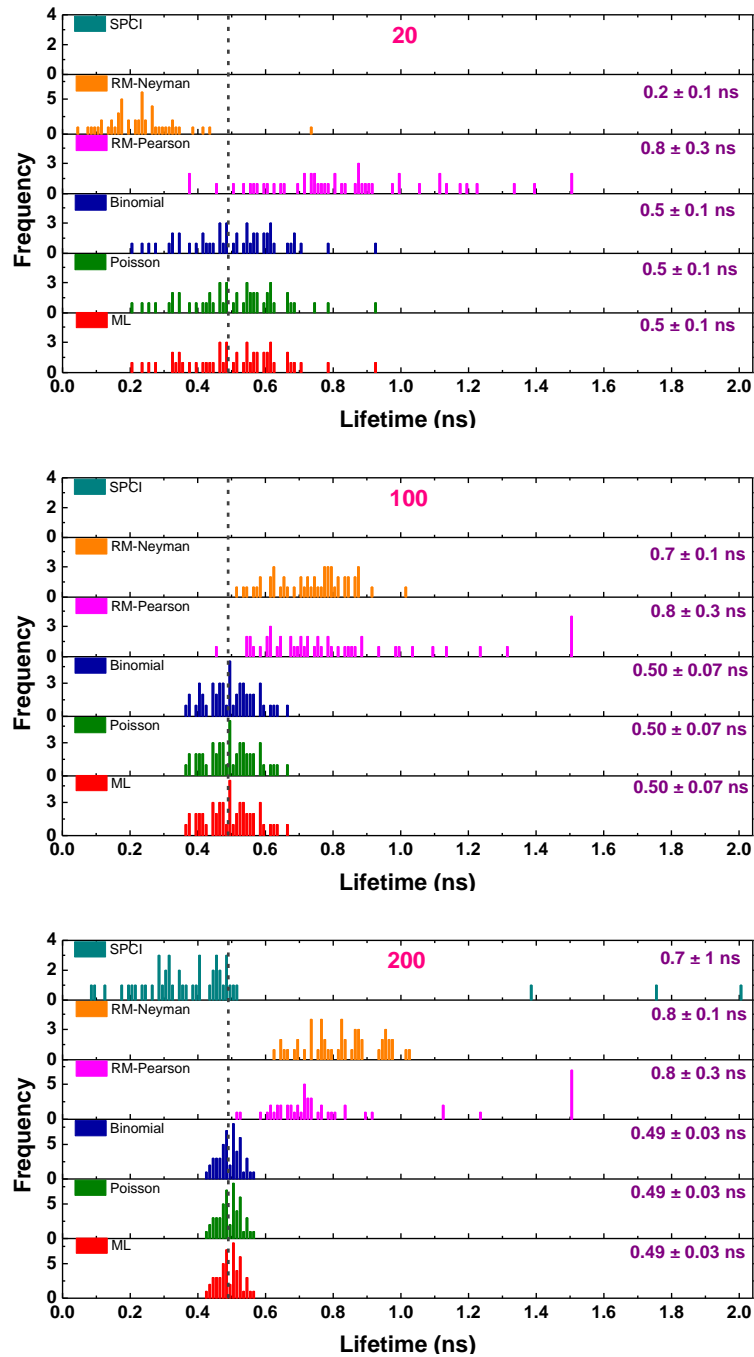 4
SPCI
20
2
0
RM-Neyman
0.2 ± 0.1 ns
5
0
RM-Pearson
0.8 ± 0.3 ns
3
0
Binomial
0.5 ± 0.1 ns
3
0
Poisson
0.5 ± 0.1 ns
3
0
ML
0.5 ± 0.1 ns
3
0
Frequency
0.0 0.2 0.4 0.6 0.8 1.0 1.2 1.4 1.6 1.8 2.0
Lifetime (ns)
4
SPCI
100
2
0
RM-Neyman
0.7 ± 0.1 ns
3
0
RM-Pearson
0.8 ± 0.3 ns
3
0
Binomial
0.50 ± 0.07 ns
3
0
Poisson
0.50 ± 0.07 ns
3
0
ML
0.50 ± 0.07 ns
3
0
Frequency
0.0 0.2 0.4 0.6 0.8 1.0 1.2 1.4 1.6 1.8 2.0
Lifetime (ns)
4
SPCI
200
0.7 ± 1 ns
2
0
RM-Neyman
0.8 ± 0.1 ns
3
0
RM-Pearson
0.8 ± 0.3 ns
5
0
Binomial
0.49 ± 0.03 ns
5
0
Poisson
0.49 ± 0.03 ns
5
0
ML
0.49 ± 0.03 ns
5
0
Frequency
0.0 0.2 0.4 0.6 0.8 1.0 1.2 1.4 1.6 1.8 2.0
Lifetime (ns)